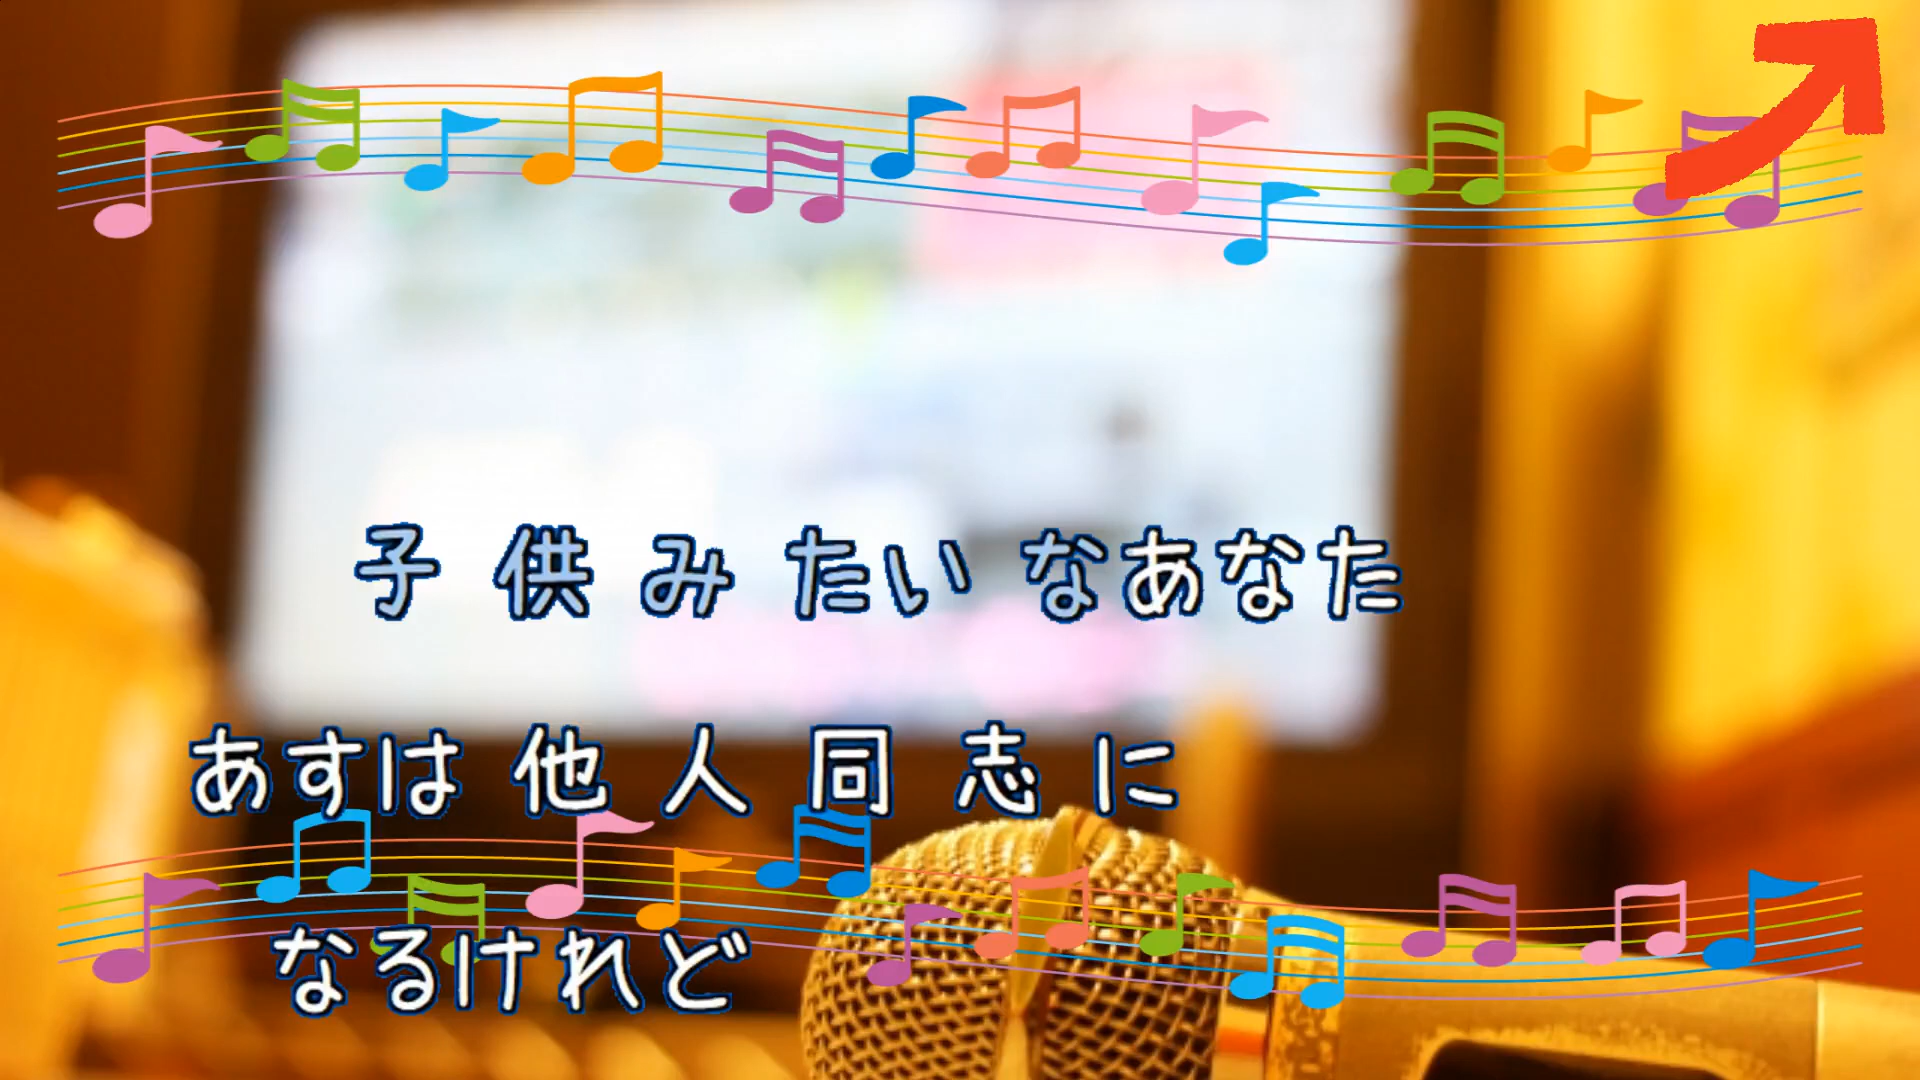 子供みたいなあなた
あすは他人同志に
なるけれど